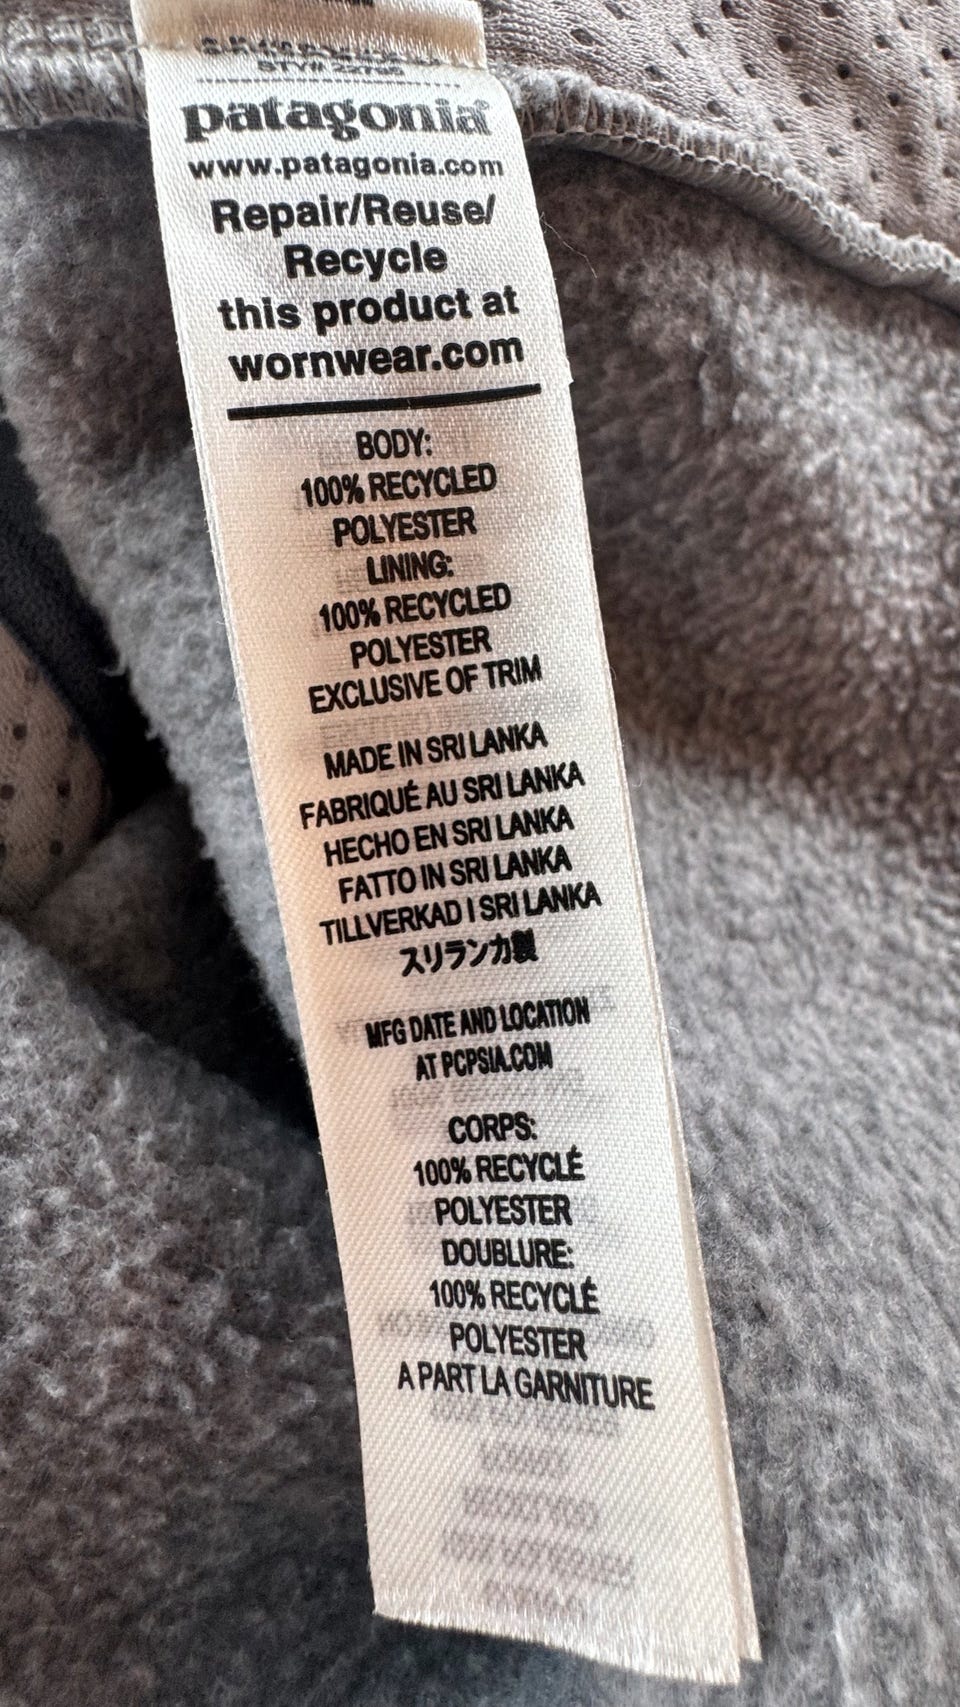 patagonia
www.patagonia.com
Repair/Reuse/
Recycle
this product at
wornwear.com
BODY:
100% RECYCLED
POLYESTER
LINING:
100% RECYCLED
POLYESTER
EXCLUSIVE OF TRIM
MADE IN SRI LANKA
FABRIQUÉ AU SRI LANKA
HECHO EN SRI LANKA
FATTO IN SRI LANKA
TILLVERKAD I SRI LANKA
スリランカ製
MFG DATE AND LOCATION
AT PCPSIA.COM
CORPS:
100% RECYCLÉ
POLYESTER
DOUBLURE:
100% RECYCLÉ
POLYESTER
A PART LA GARNITURE